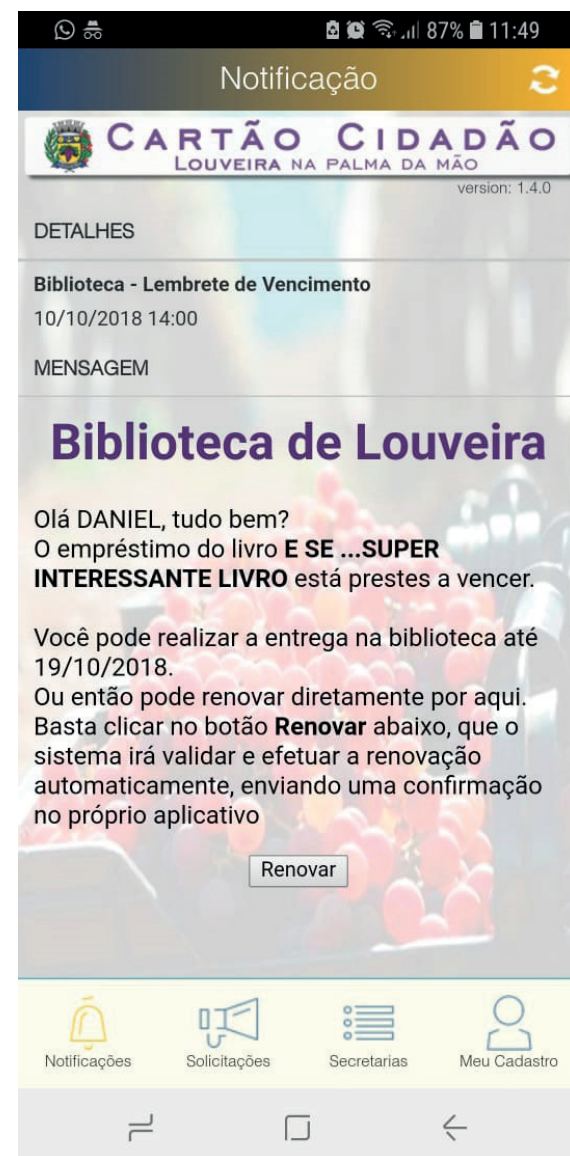 87% 11:49
Notificação
CARTÃO CIDADÃO
LOUVEIRA NA PALMA DA MÃO
version: 1.4.0
DETALHES
Biblioteca - Lembrete de Vencimento
10/10/2018 14:00
MENSAGEM
Biblioteca de Louveira
Olá DANIEL, tudo bem?
O empréstimo do livro E SE ...SUPER
INTERESSANTE LIVRO está prestes a vencer.
Você pode realizar a entrega na biblioteca até
19/10/2018.
Ou então pode renovar diretamente por aqui.
Basta clicar no botão Renovar abaixo, que o
sistema irá validar e efetuar a renovação
automaticamente, enviando uma confirmação
no próprio aplicativo
Renovar
Notificações Solicitações Secretarias Meu Cadastro